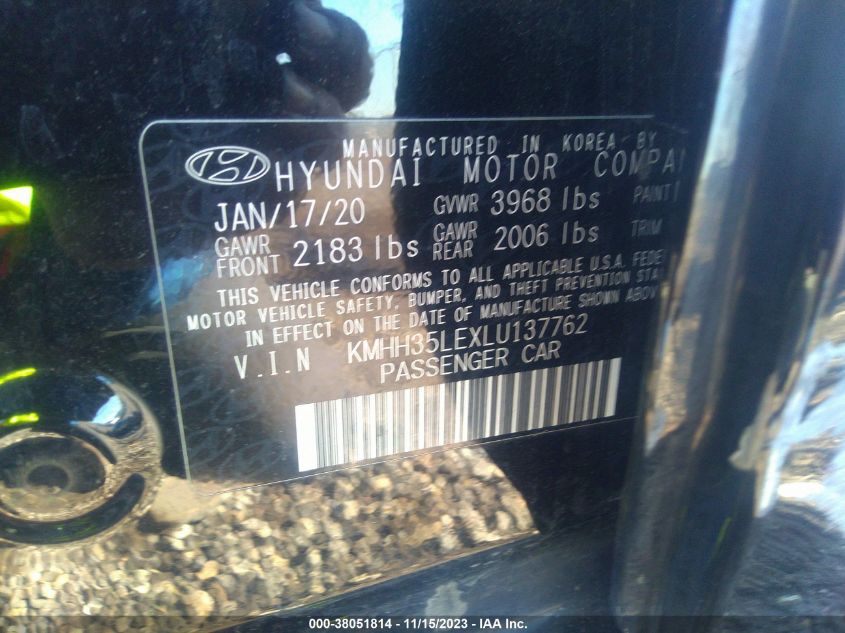 MANUFACTURED IN KOREA BY
HYUNDAI MOTOR COMPA
JAN/17/20 GVWR 3968 lbs PAINT
GAWR FRONT 2183 lbs GAWR REAR 2006 lbs TRIM
THIS VEHICLE CONFORMS TO ALL APPLICABLE U.S.A. FEDE
MOTOR VEHICLE SAFETY, BUMPER, AND THEFT PREVENTION STA
IN EFFECT ON THE DATE OF MANUFACTURE SHOWN ABOV
V.I.N KMHH35LEXLU137762
PASSENGER CAR
000-38051814 - 11/15/2023 - IAA Inc.